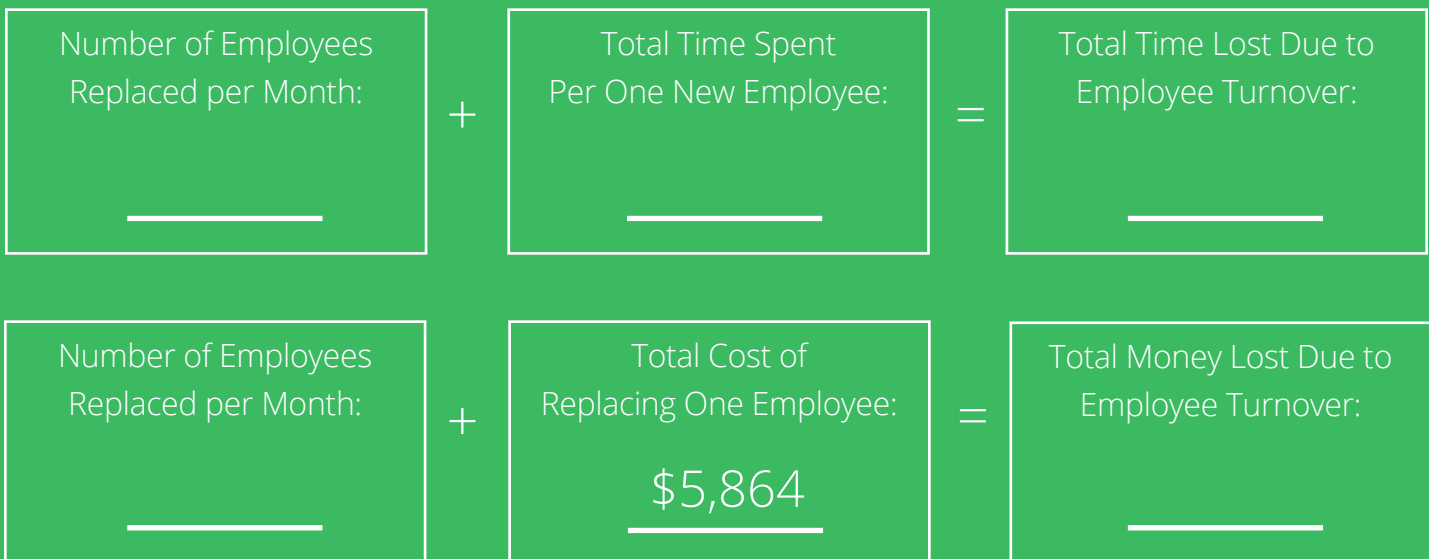 Number of Employees
Replaced per Month:
+
Total Time Spent
Per One New Employee:
=
Total Time Lost Due to
Employee Turnover:
Number of Employees
Replaced per Month:
+
Total Cost of
Replacing One Employee:
$5,864
=
Total Money Lost Due to
Employee Turnover: